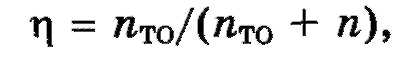 η = n_TO/(n_TO + n),